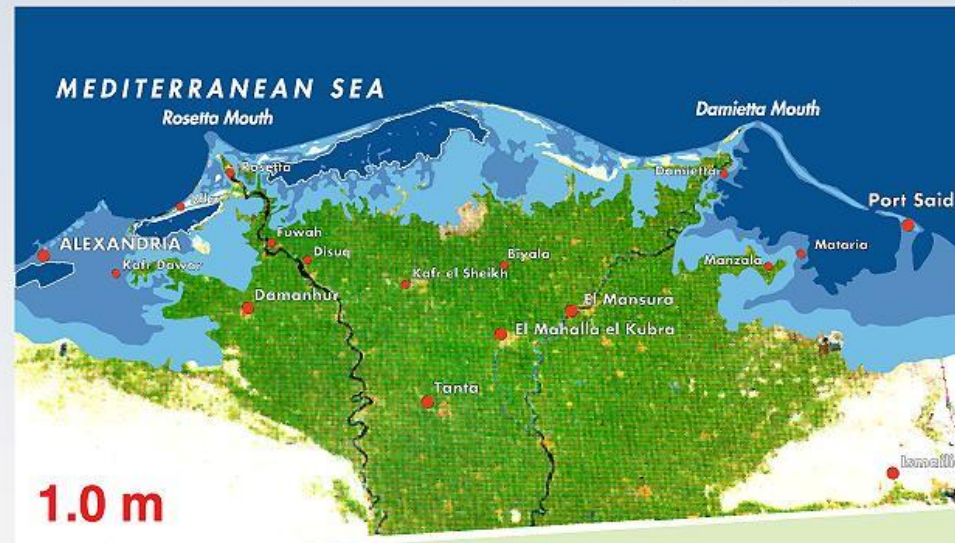 MEDITERRANEAN SEA
Rosetta Mouth
Damietta Mouth
Rosetta
Damietta
Port Said
ALEXANDRIA
Fuwah
Disuq
Biyala
Mataria
Kafr Dawar
Kafr el Sheikh
Manzala
Damanhur
El Mansura
El Mahalla el Kubra
Tanta
1.0 m